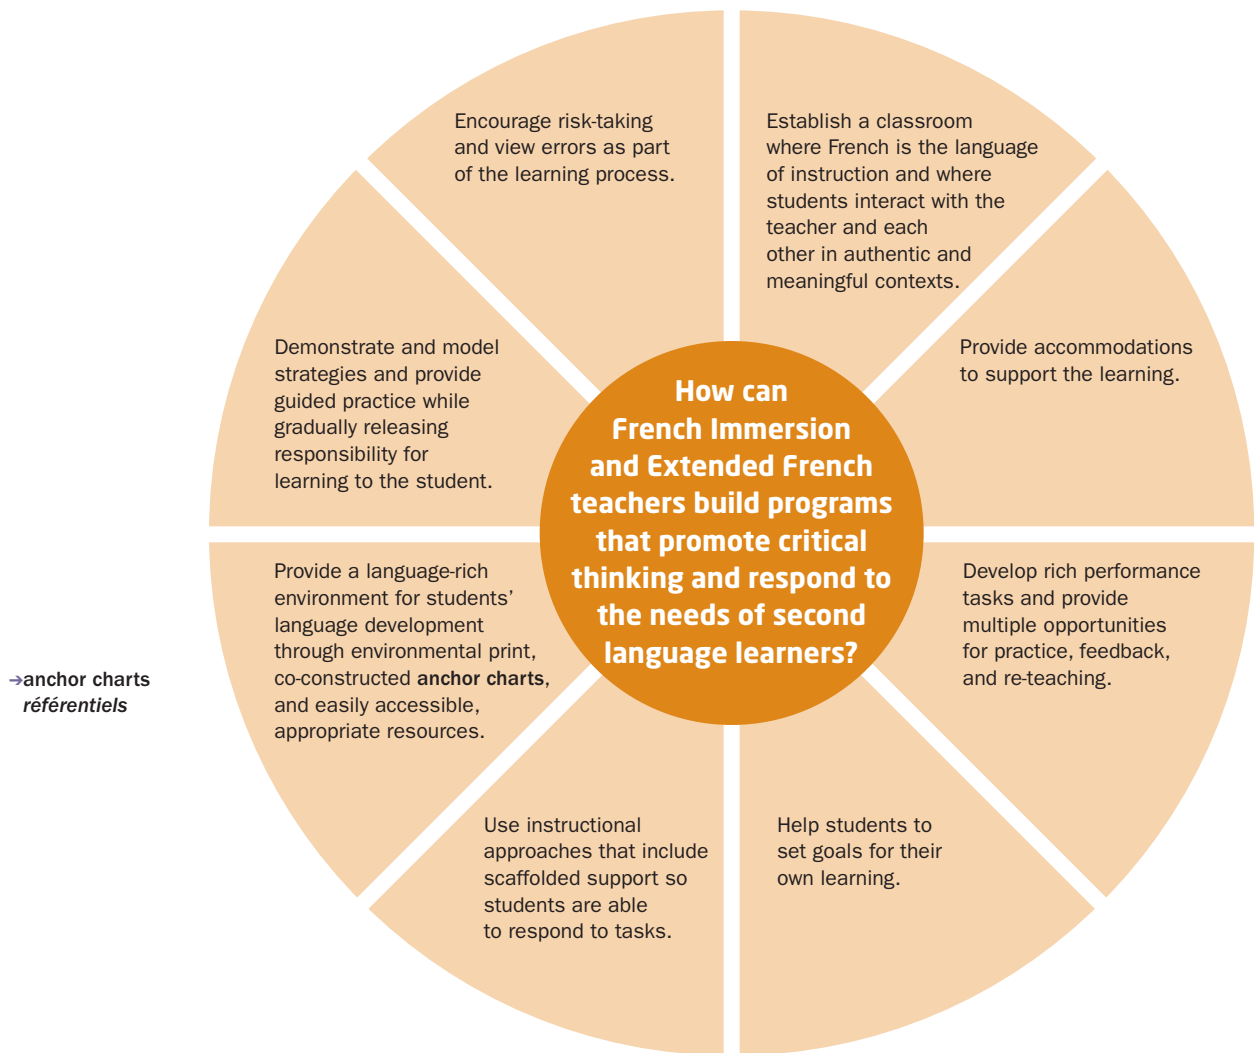 Encourage risk-taking
and view errors as part
of the learning process.
Establish a classroom
where French is the language
of instruction and where
students interact with the
teacher and each
other in authentic and
meaningful contexts.
Demonstrate and model
strategies and provide
guided practice while
gradually releasing
responsibility for
learning to the student.
Provide accommodations
to support the learning.
How can
French Immersion
and Extended French
teachers build programs
that promote critical
thinking and respond to
the needs of second
language learners?
Provide a language-rich
environment for students’
language development
through environmental print,
co-constructed anchor charts,
and easily accessible,
appropriate resources.
Develop rich performance
tasks and provide
multiple opportunities
for practice, feedback,
and re-teaching.
→anchor charts
référentiels
Use instructional
approaches that include
scaffolded support so
students are able
to respond to tasks.
Help students to
set goals for their
own learning.